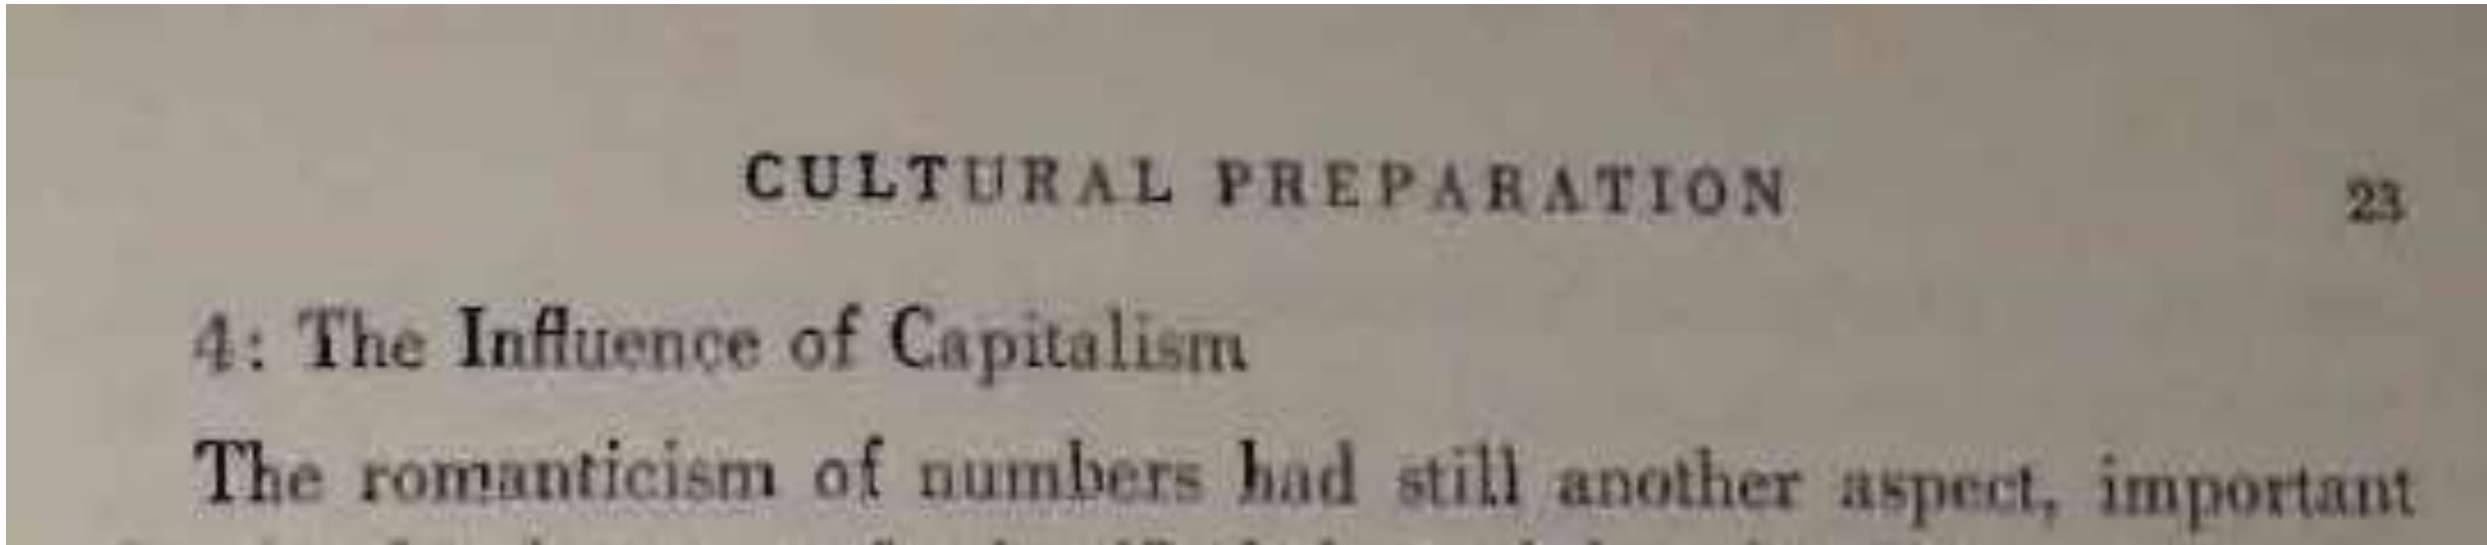 CULTURAL PREPARATION 23
4: The Influence of Capitalism
The romanticism of numbers had still another aspect, important